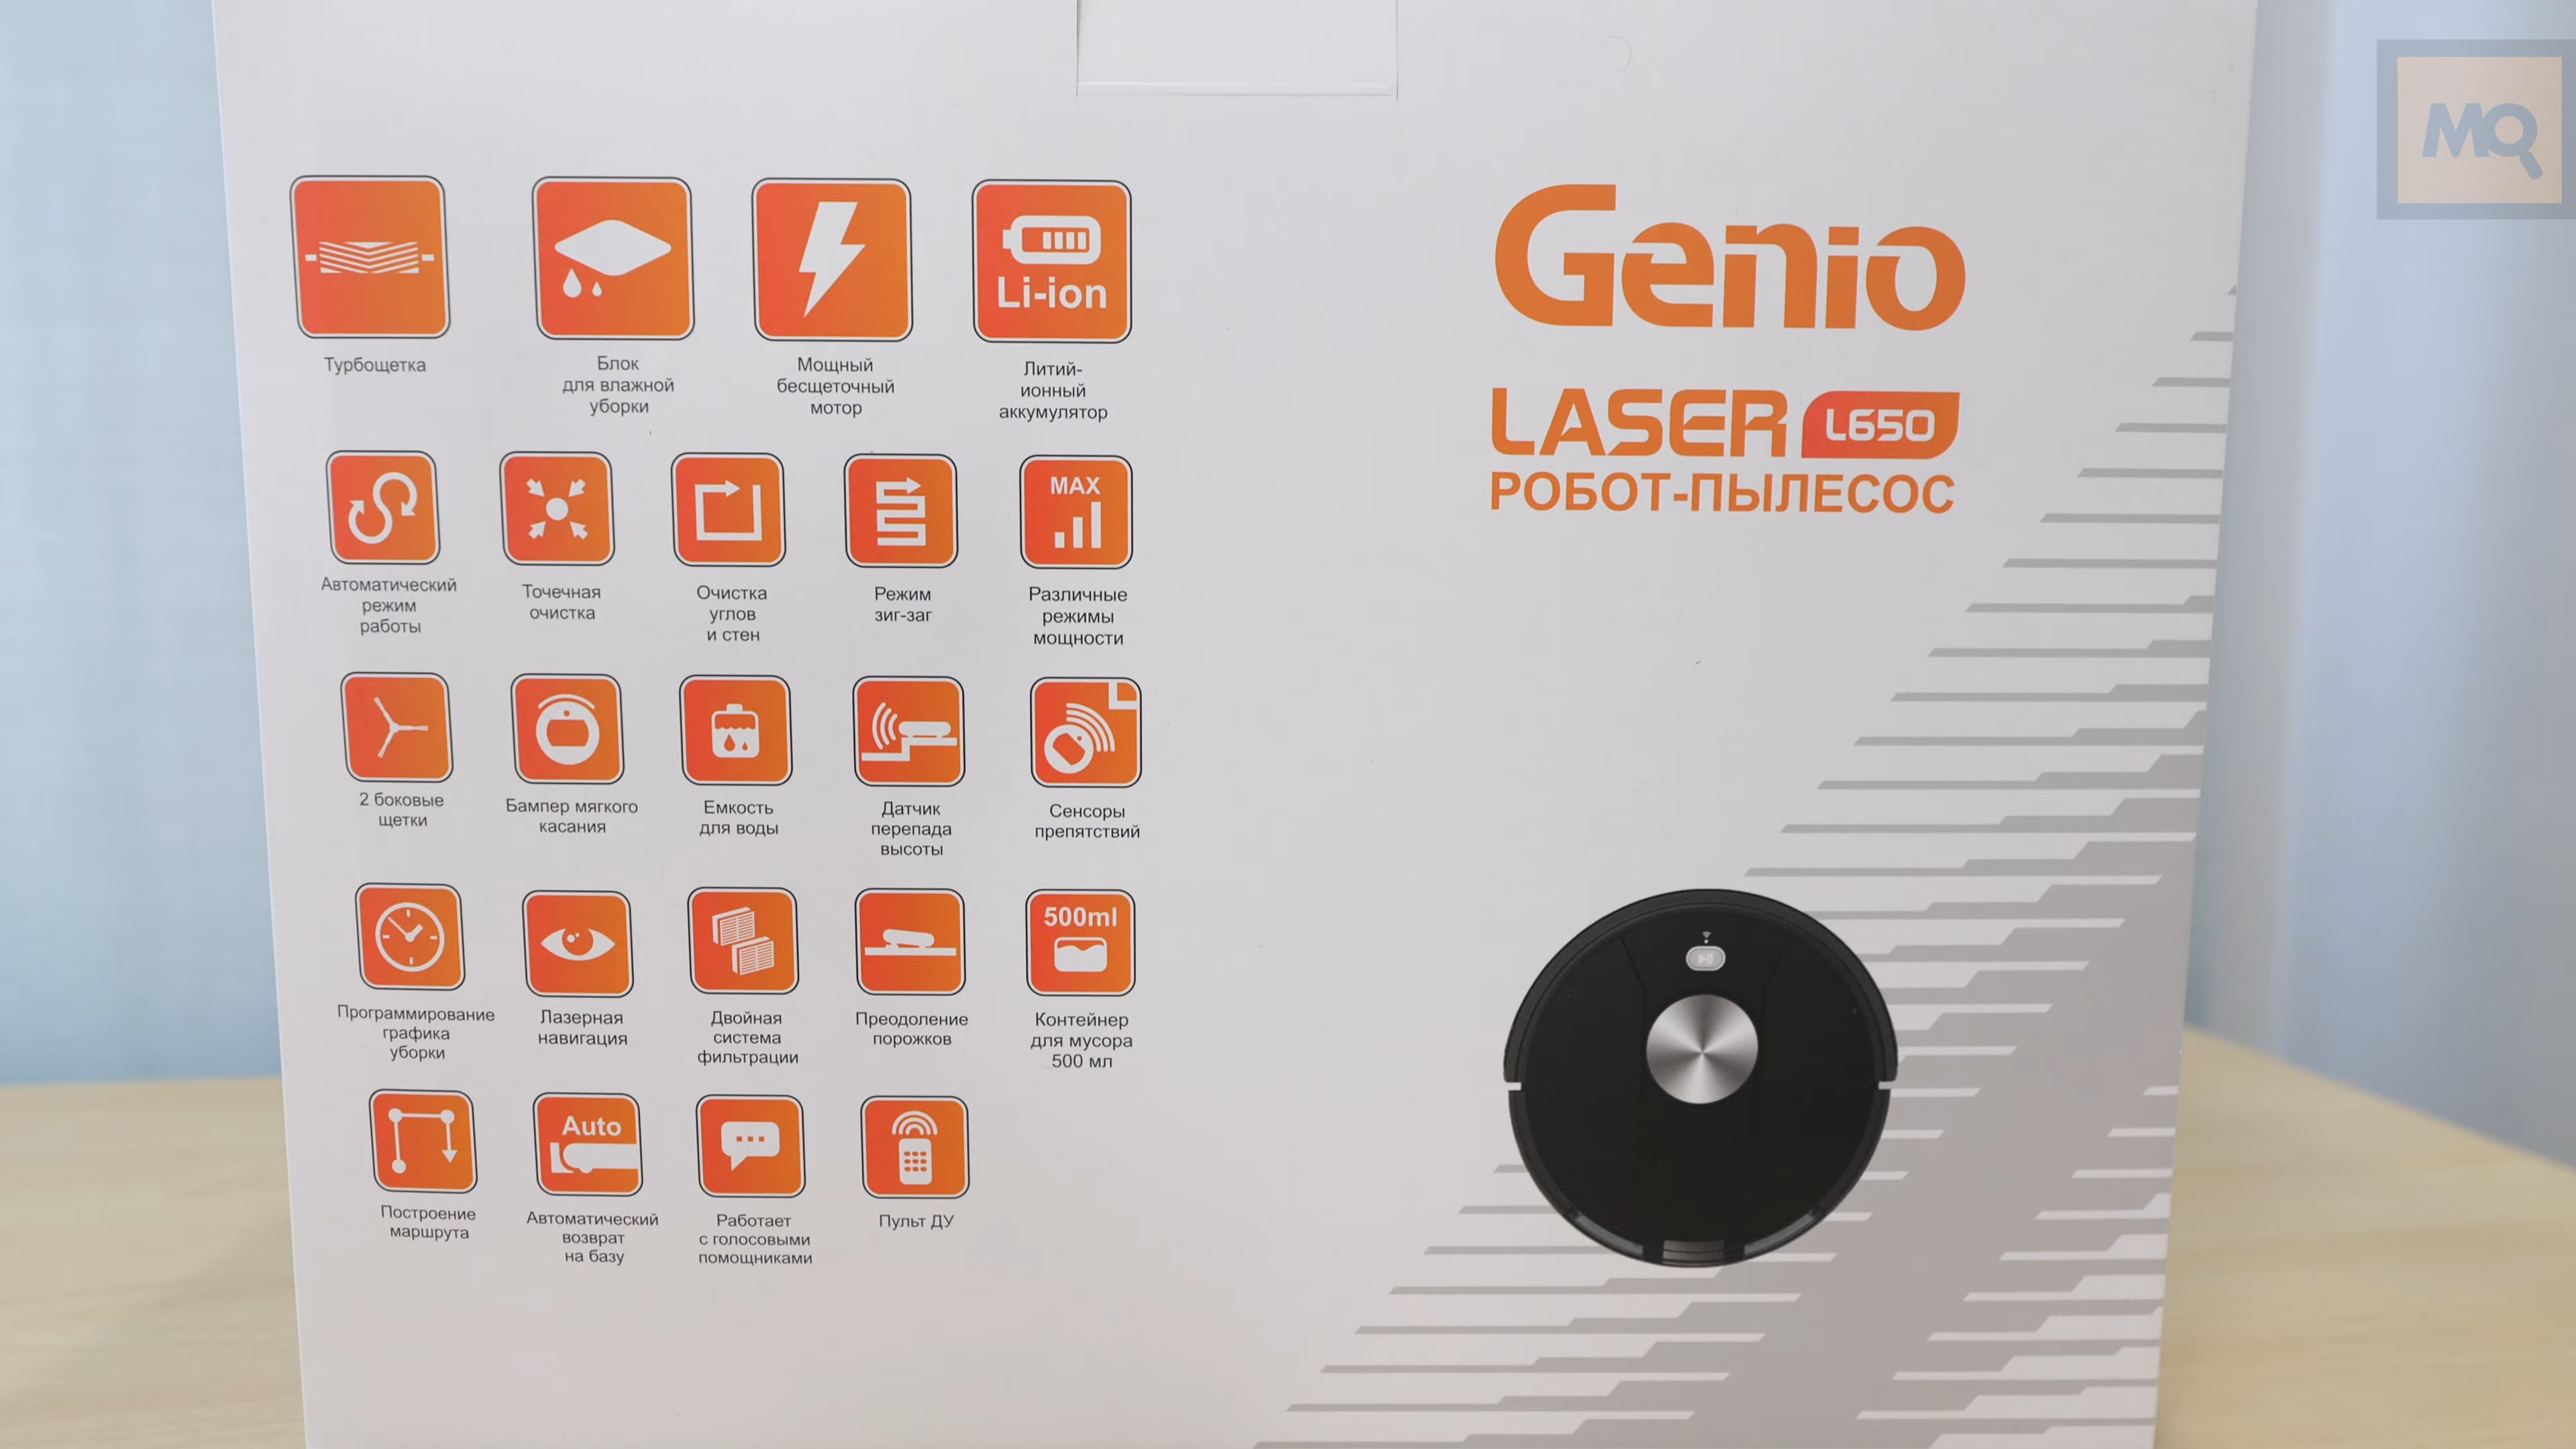 MQ
Genio
LASER L650
РОБОТ-ПЫЛЕСОС
Турбощетка
Блок
для влажной
уборки
Мощный
бесщеточный
мотор
Li-ion
Литий-
ионный
аккумулятор
Автоматический
режим
работы
Точечная
очистка
Очистка
углов
и стен
Режим
зиг-заг
MAX
Различные
режимы
мощности
2 боковые
щетки
Бампер мягкого
касания
Емкость
для воды
Датчик
перепада
высоты
Сенсоры
препятствий
Программирование
графика
уборки
Лазерная
навигация
Двойная
система
фильтрации
Преодоление
порожков
500ml
Контейнер
для мусора
500 мл
Построение
маршрута
Auto
Автоматический
возврат
на базу
Работает
с голосовыми
помощниками
Пульт ДУ